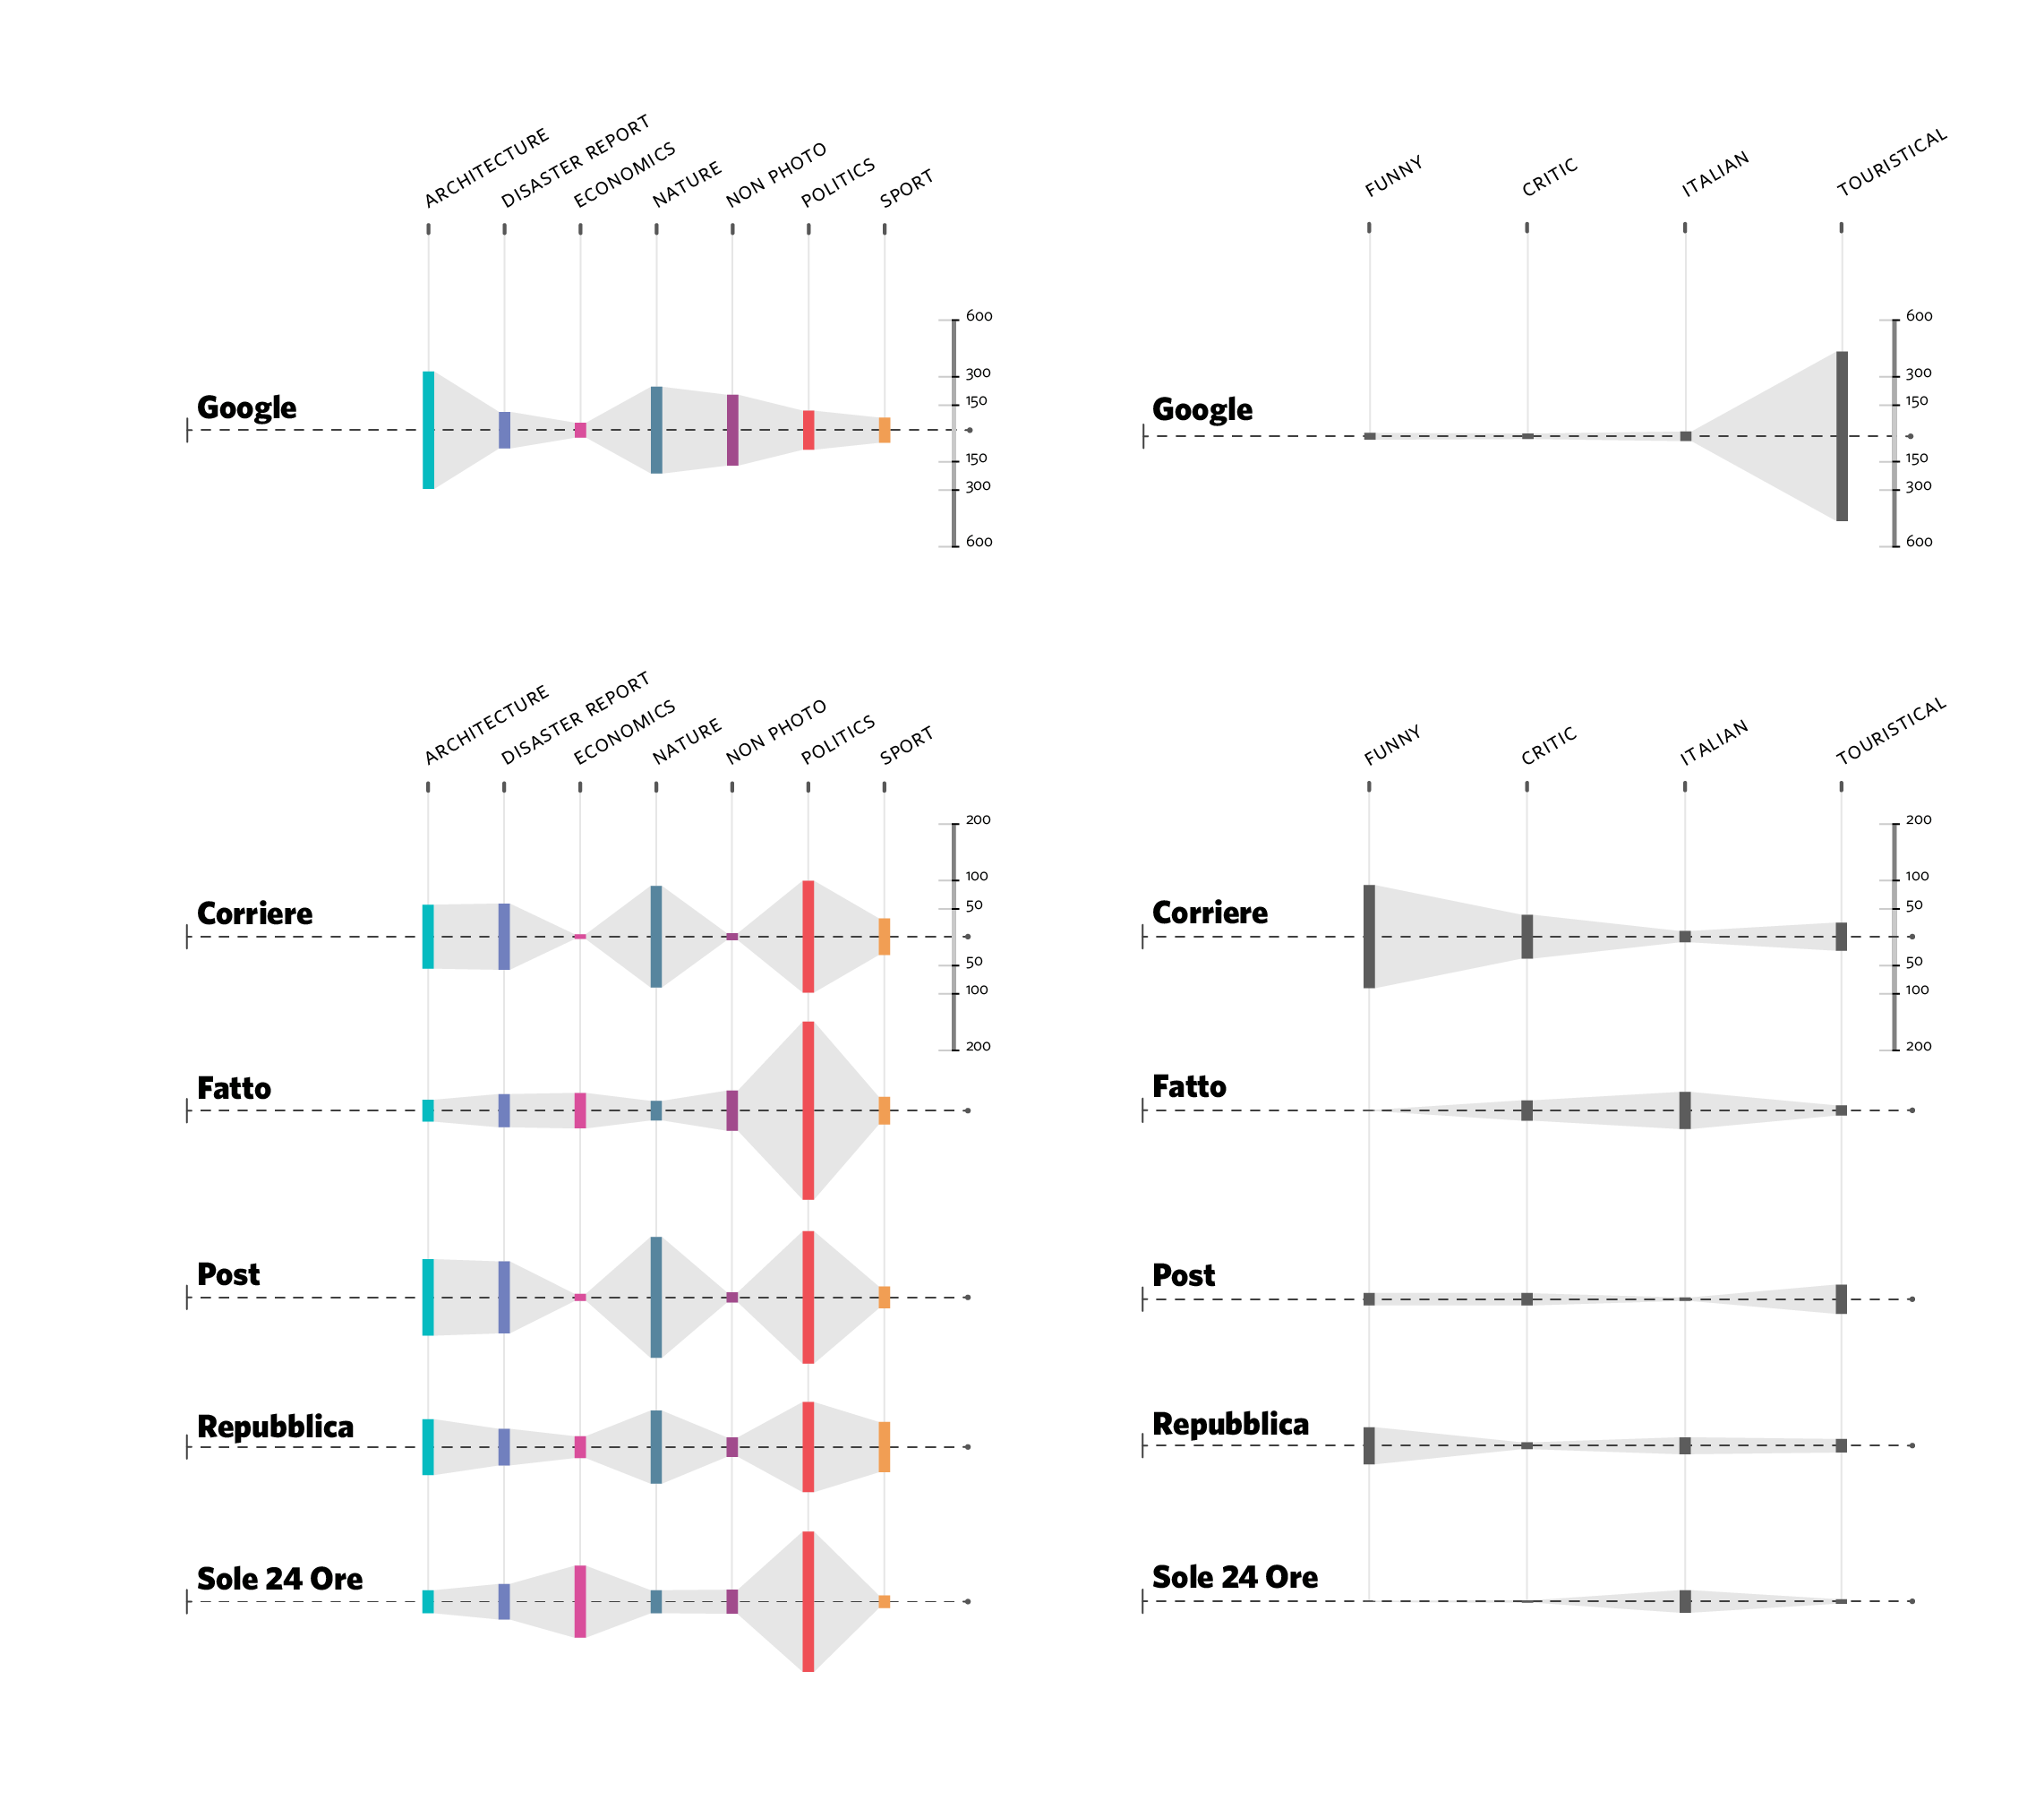 ARCHITECTURE
DISASTER REPORT
ECONOMICS
NATURE
NON PHOTO
POLITICS
SPORT
600
300
150
150
300
600
Google
FUNNY
CRITIC
ITALIAN
TOURISTICAL
600
300
150
150
300
600
Google
ARCHITECTURE
DISASTER REPORT
ECONOMICS
NATURE
NON PHOTO
POLITICS
SPORT
200
100
50
50
100
200
Corriere
Fatto
Post
Repubblica
Sole 24 Ore
FUNNY
CRITIC
ITALIAN
TOURISTICAL
200
100
50
50
100
200
Corriere
Fatto
Post
Repubblica
Sole 24 Ore